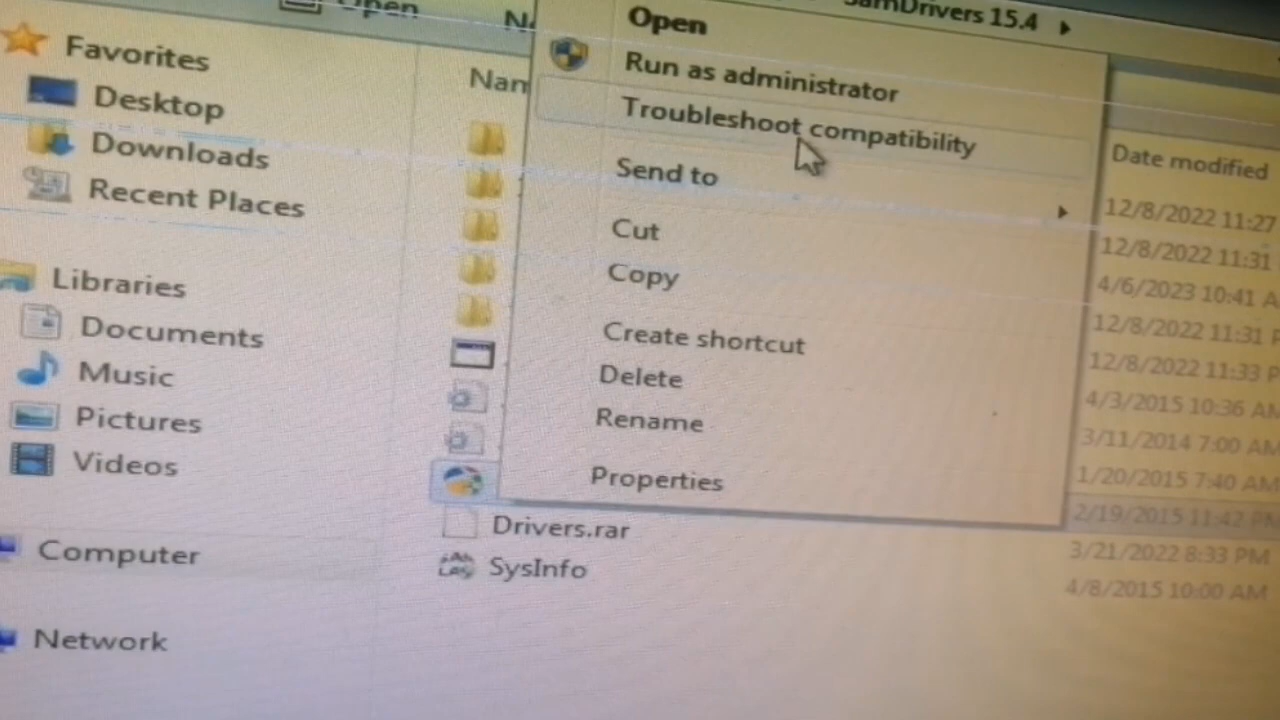 Open
15.4
Open
Favorites
Desktop
Downloads
Recent Places
Libraries
Documents
Music
Pictures
Videos
Computer
Network
Run as administrator
Troubleshoot compatibility
Send to
Cut
Copy
Create shortcut
Delete
Rename
Properties
Drivers.rar
SysInfo
Date modified
12/8/2022 11:27
12/8/2022 11:31
4/6/2023 10:41 A
12/8/2022 11:31
12/8/2022 11:33 P
4/3/2015 10:36 AM
3/11/2014 7:00 AM
1/20/2015 7:40 AM
2/19/2015 11:42 PM
3/21/2022 8:33 PM
4/8/2015 10:00 AM